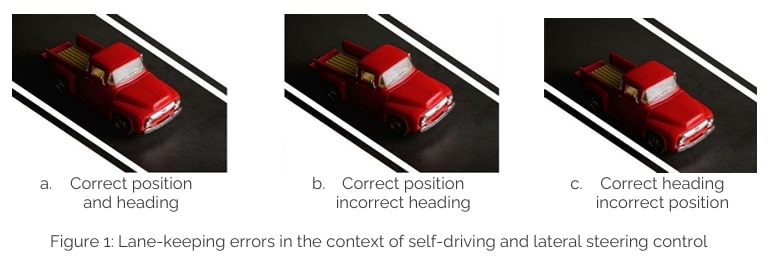 a. Correct position
and heading
b. Correct position
incorrect heading
c. Correct heading
incorrect position
Figure 1: Lane-keeping errors in the context of self-driving and lateral steering control